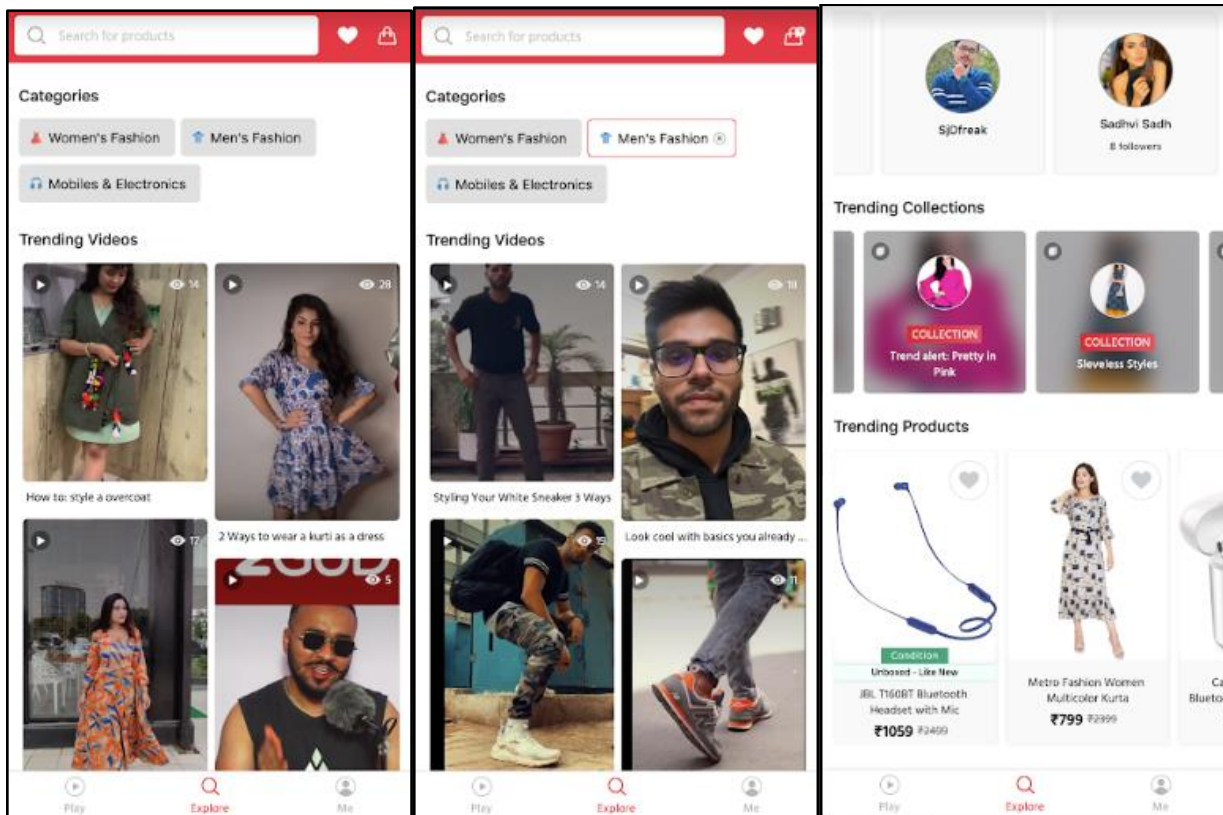 Search for products
Categories
Women's Fashion
Men's Fashion
Mobiles & Electronics
Trending Videos
14
28
How to: style a overcoat
2 Ways to wear a kurti as a dress
17
5
Play
Explore
Me
Search for products
Categories
Women's Fashion
Men's Fashion
Mobiles & Electronics
Trending Videos
14
18
Styling Your White Sneaker 3 Ways
Look cool with basics you already ...
19
11
Play
Explore
Me
SjDfreak
Sadhvi Sadh
8 followers
Trending Collections
COLLECTION
Trend alert: Pretty in
Pink
COLLECTION
Sleveless Styles
Trending Products
Condition
Unboxed - Like New
JBL T160BT Bluetooth
Headset with Mic
₹1059 ₹2499
Metro Fashion Women
Multicolor Kurta
₹799 ₹2399
Play
Explore
Me